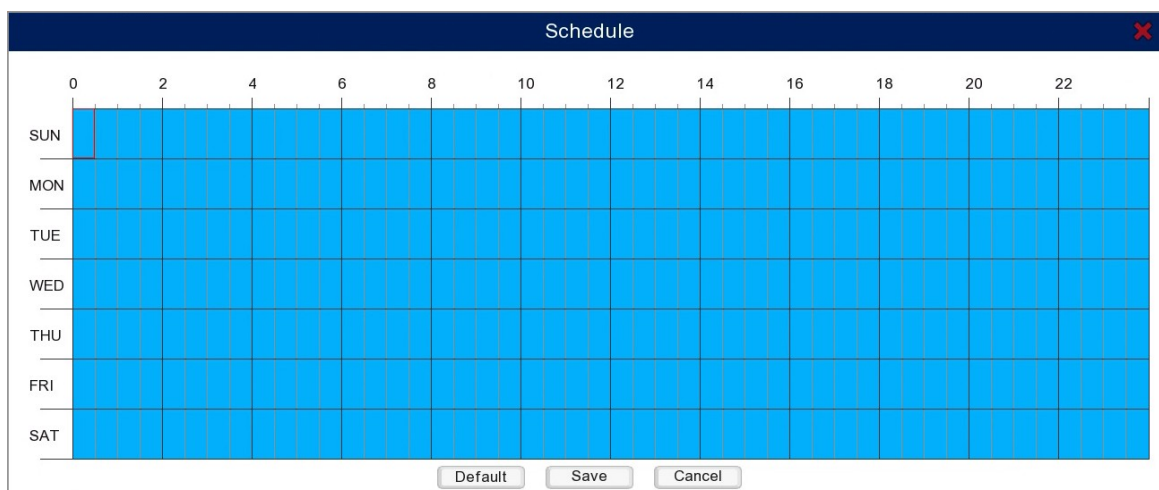 Schedule
0 2 4 6 8 10 12 14 16 18 20 22
SUN
MON
TUE
WED
THU
FRI
SAT
Default Save Cancel